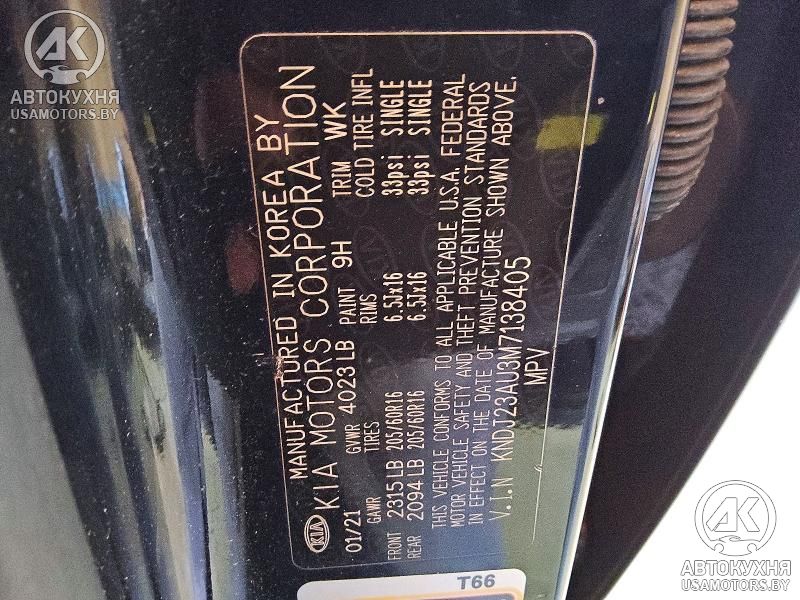 АВТОКУХНЯ
USAMOTORS.BY
MANUFACTURED IN KOREA BY
KIA KIA MOTORS CORPORATION
01/21 GVWR 4023 LB PAINT 9H TRIM WK
GAWR TIRES RIMS COLD TIRE INFL
FRONT 2315 LB 205/60R16 6.5Jx16 33psi SINGLE
REAR 2094 LB 205/60R16 6.5Jx16 33psi SINGLE
THIS VEHICLE CONFORMS TO ALL APPLICABLE U.S.A. FEDERAL
MOTOR VEHICLE SAFETY AND THEFT PREVENTION STANDARDS
IN EFFECT ON THE DATE OF MANUFACTURE SHOWN ABOVE.
V.I.N KNDJ23AU3M7138405
MPV
T66
АВТОКУХНЯ
USAMOTORS.BY